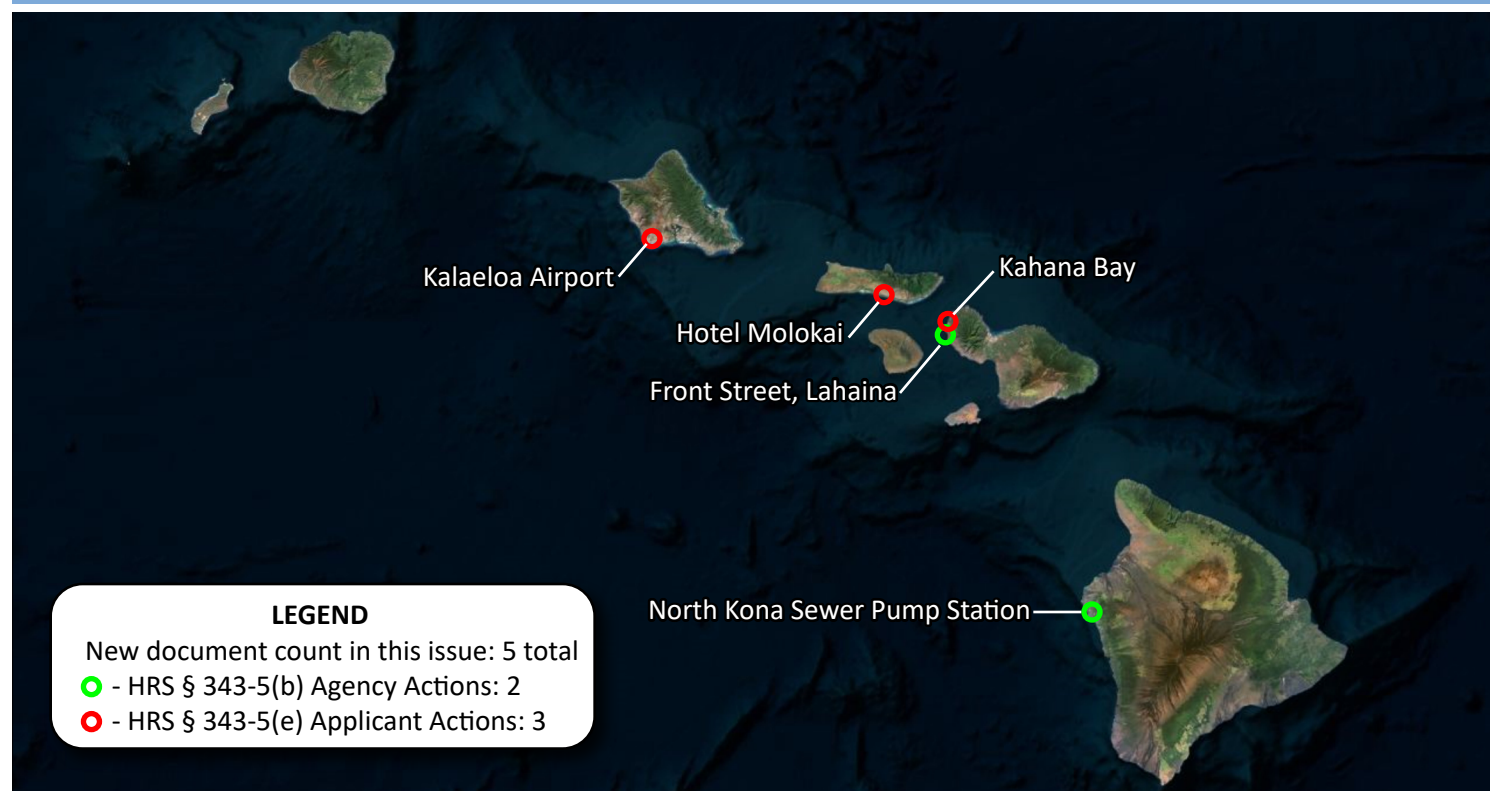 Kahana Bay
Kalaeloa Airport
Hotel Molokai
Front Street, Lahaina
North Kona Sewer Pump Station
LEGEND
New document count in this issue: 5 total
- HRS § 343-5(b) Agency Actions: 2
- HRS § 343-5(e) Applicant Actions: 3